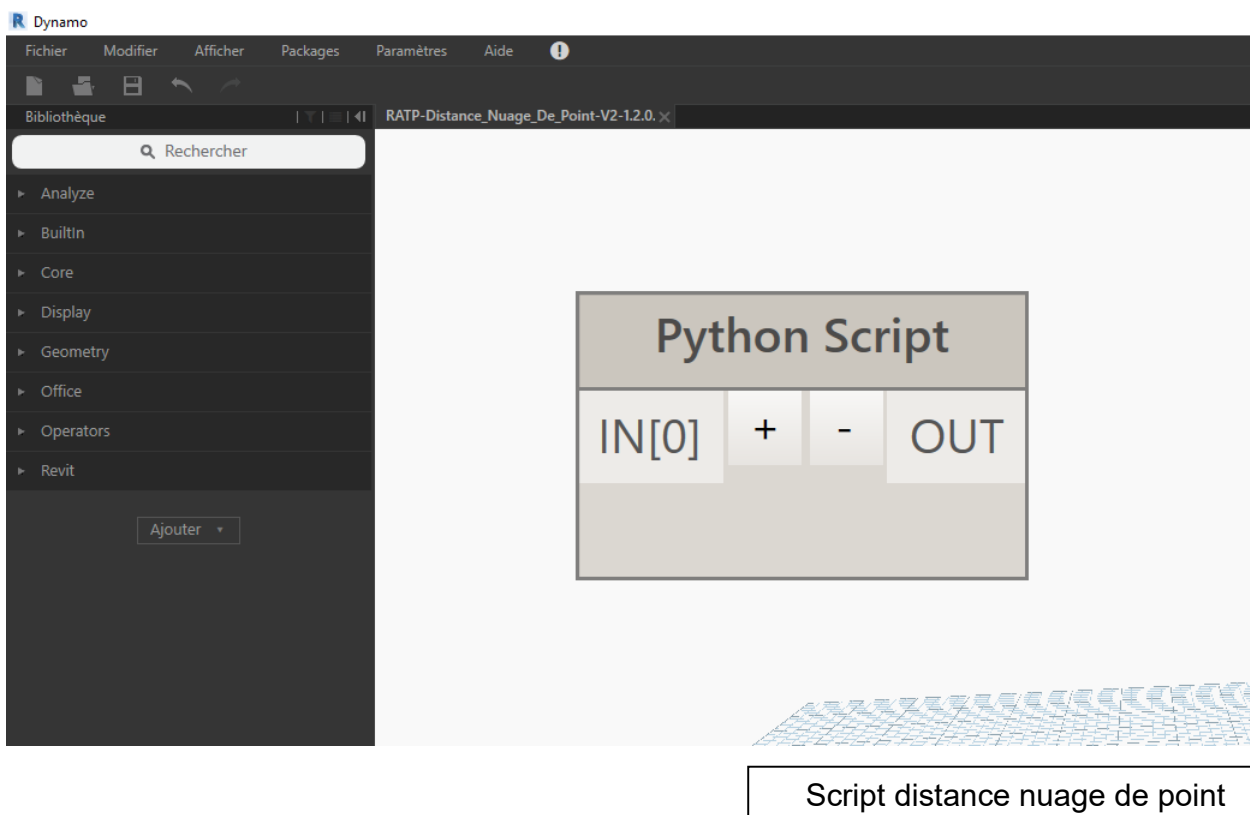 Dynamo
Fichier Modifier Afficher Packages Paramètres Aide
Bibliothèque
RATP-Distance_Nuage_De_Point-V2-1.2.0.
Rechercher
Analyze
BuiltIn
Core
Display
Geometry
Office
Operators
Revit
Ajouter
Python Script
IN[0] + - OUT
Script distance nuage de point